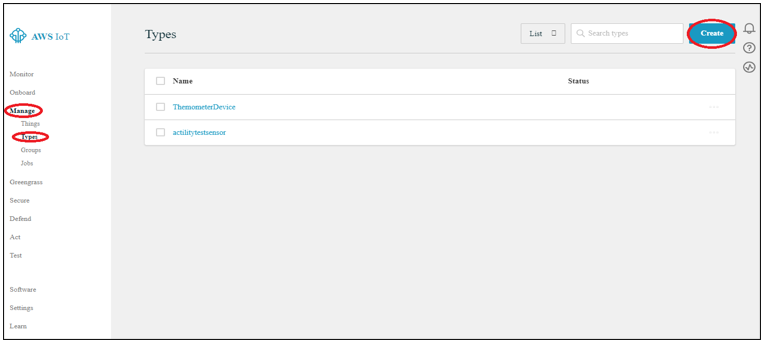 AWS IoT
Monitor
Onboard
Manage
Things
Types
Groups
Jobs
Greengrass
Secure
Defend
Act
Test
Software
Settings
Learn
Types
List
Search types
Create
Name
Status
ThemometerDevice
...
actilitytestsensor
...